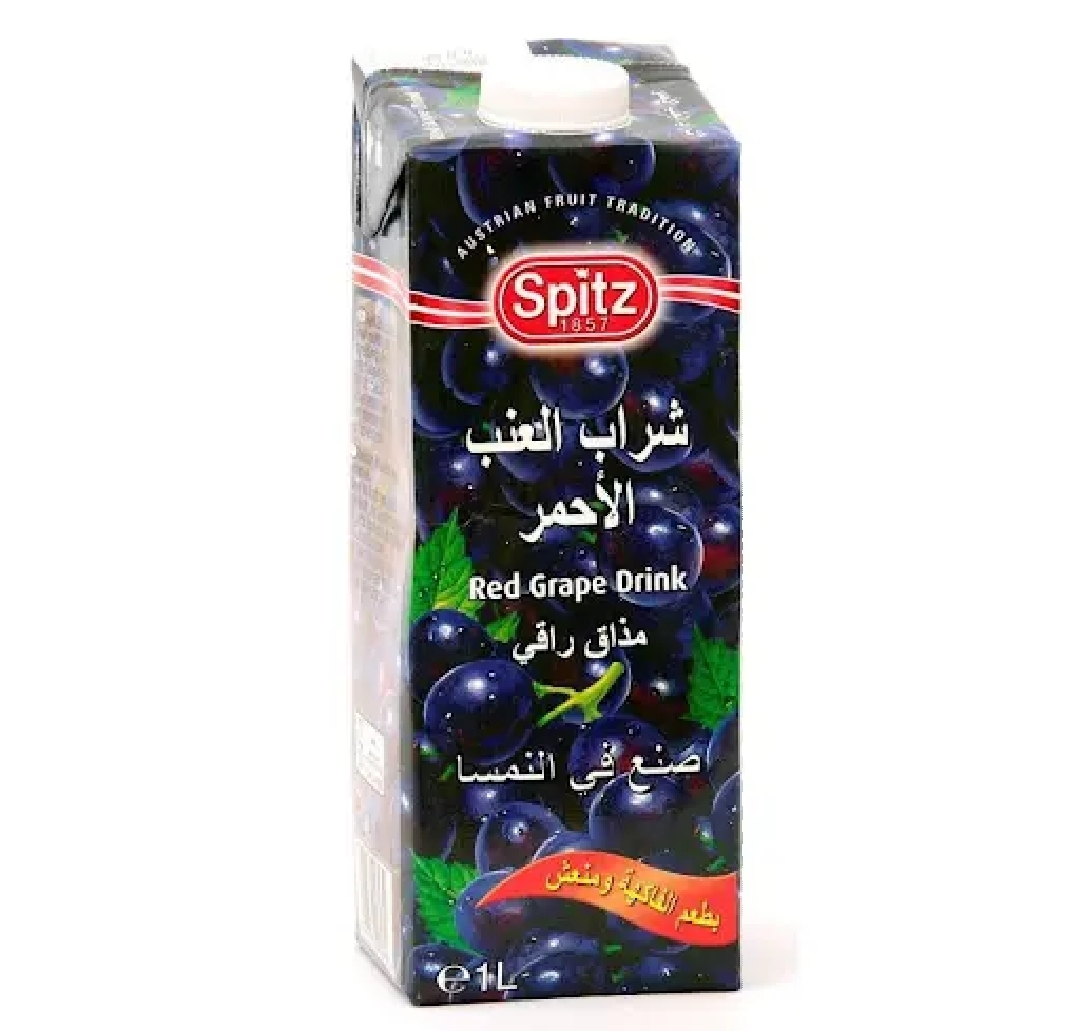 AUSTRIAN FRUIT TRADITION
Spitz
1857
شراب العنب
الأحمر
Red Grape Drink
مذاق راقي
صنع في النمسا
بطعم الفاكهة ومنعش
℮1L